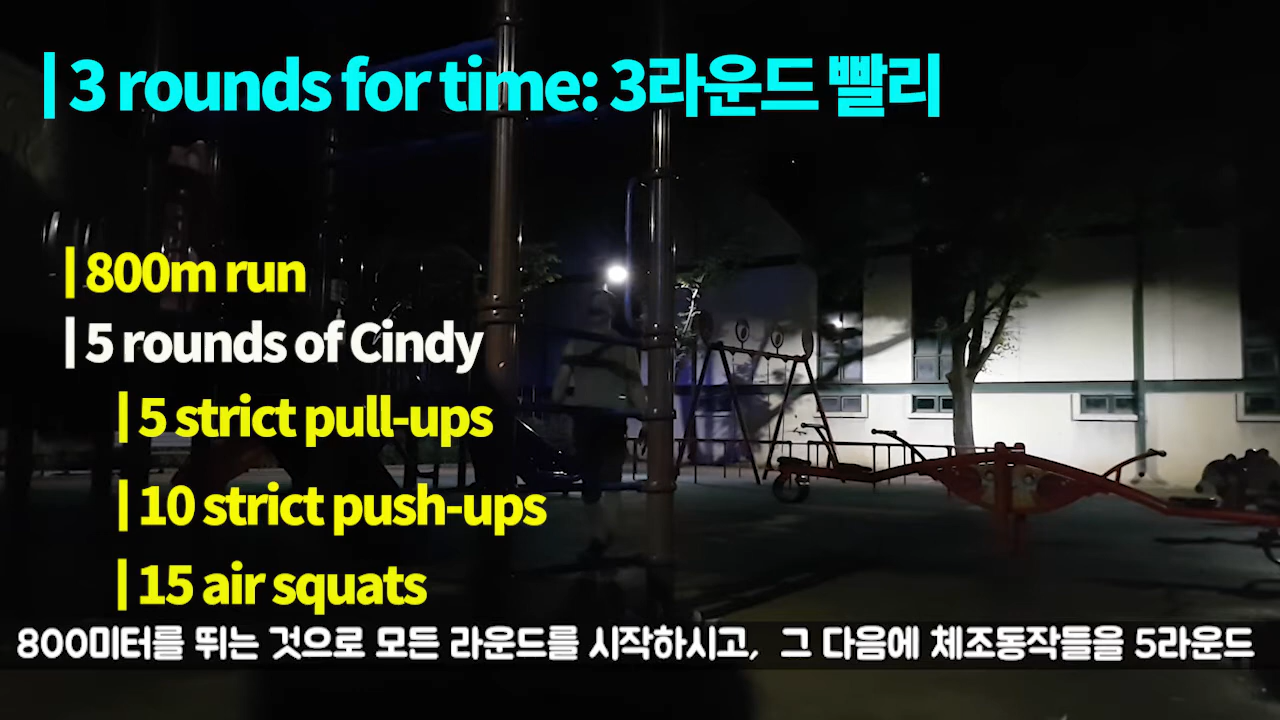 | 3 rounds for time: 3라운드 빨리
| 800m run
| 5 rounds of Cindy
| 5 strict pull-ups
| 10 strict push-ups
| 15 air squats
800미터를 뛰는 것으로 모든 라운드를 시작하시고, 그 다음에 체조동작들을 5라운드